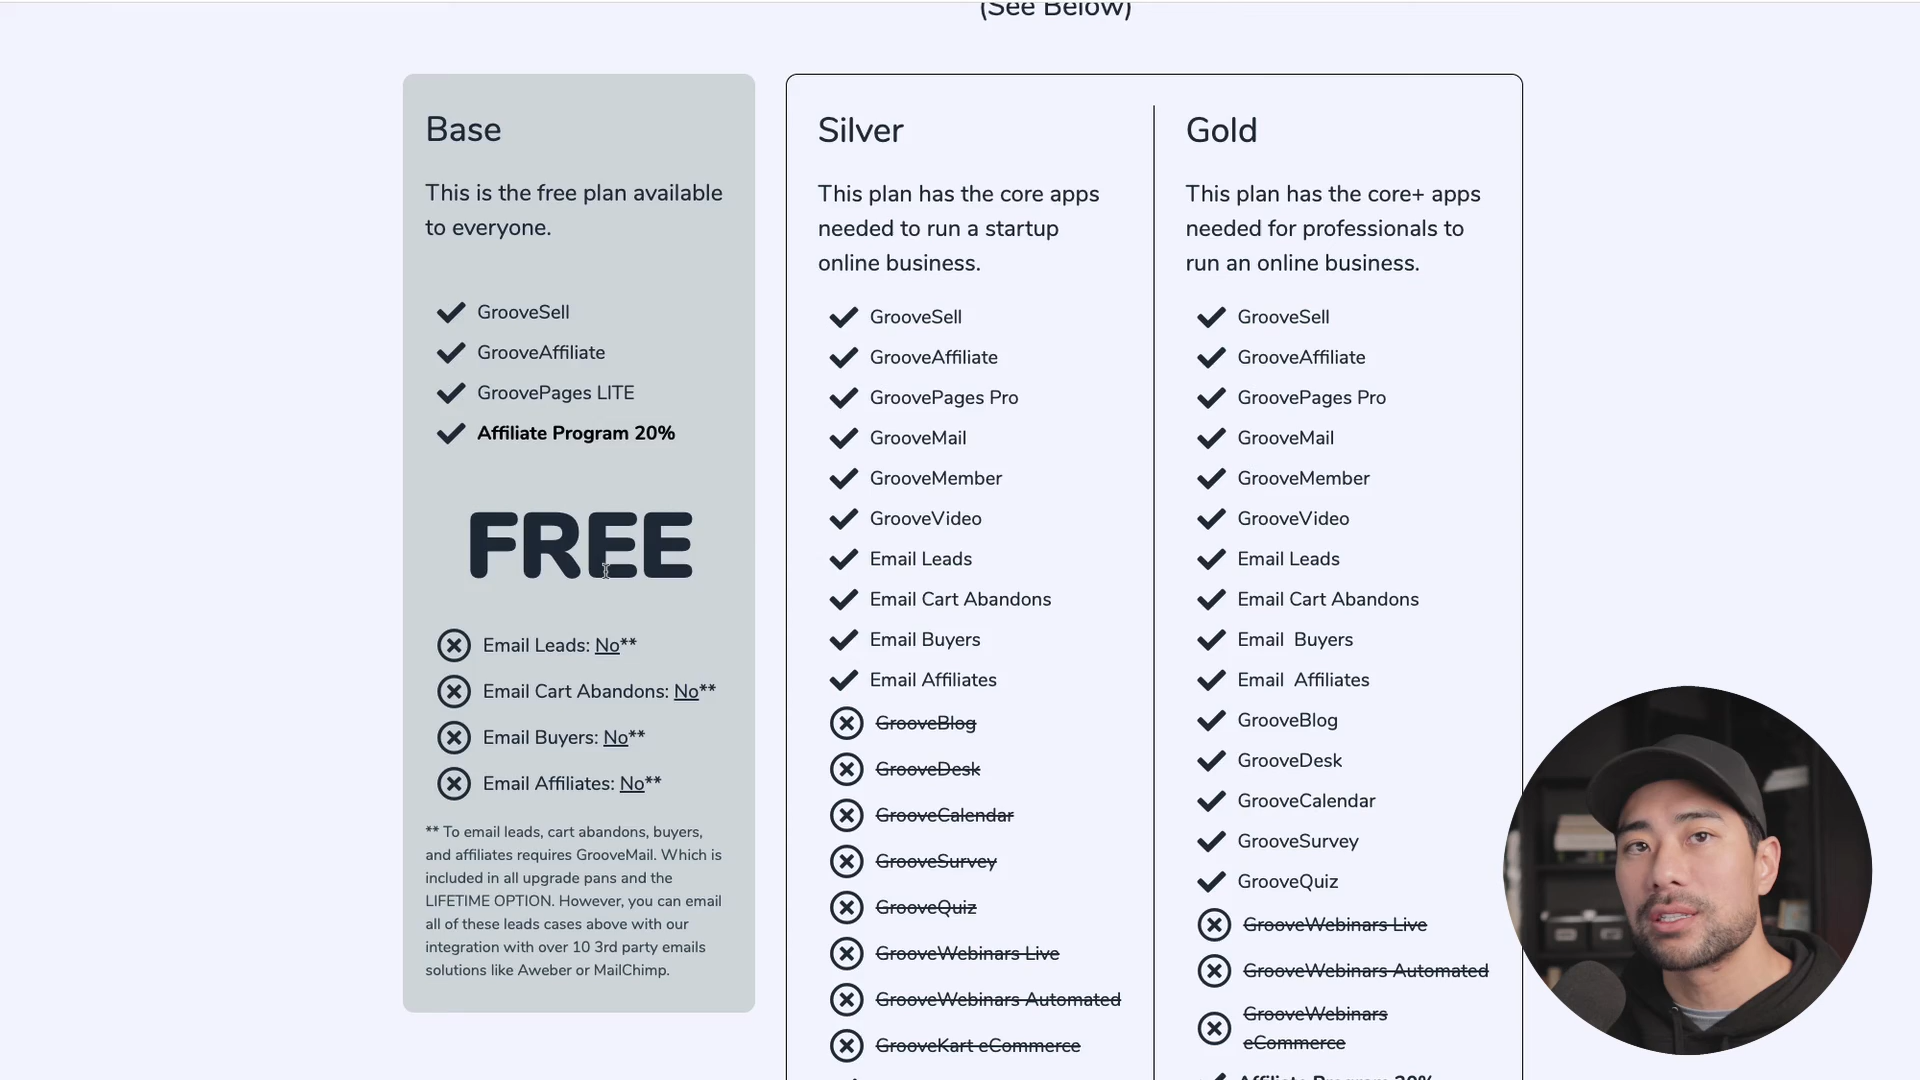 (See Below)
Base
This is the free plan available
to everyone.
GrooveSell
GrooveAffiliate
GroovePages LITE
Affiliate Program 20%
FREE
Email Leads: No**
Email Cart Abandons: No**
Email Buyers: No**
Email Affiliates: No**
** To email leads, cart abandons, buyers,
and affiliates requires GrooveMail. Which is
included in all upgrade pans and the
LIFETIME OPTION. However, you can email
all of these leads cases above with our
integration with over 10 3rd party emails
solutions like Aweber or MailChimp.
Silver
This plan has the core apps
needed to run a startup
online business.
GrooveSell
GrooveAffiliate
GroovePages Pro
GrooveMail
GrooveMember
GrooveVideo
Email Leads
Email Cart Abandons
Email Buyers
Email Affiliates
GrooveBlog
GrooveDesk
GrooveCalendar
GrooveSurvey
GrooveQuiz
GrooveWebinars Live
GrooveWebinars Automated
GrooveKart eCommerce
Gold
This plan has the core+ apps
needed for professionals to
run an online business.
GrooveSell
GrooveAffiliate
GroovePages Pro
GrooveMail
GrooveMember
GrooveVideo
Email Leads
Email Cart Abandons
Email  Buyers
Email  Affiliates
GrooveBlog
GrooveDesk
GrooveCalendar
GrooveSurvey
GrooveQuiz
GrooveWebinars Live
GrooveWebinars Automated
GrooveWebinars
eCommerce
Affiliate Program 20%